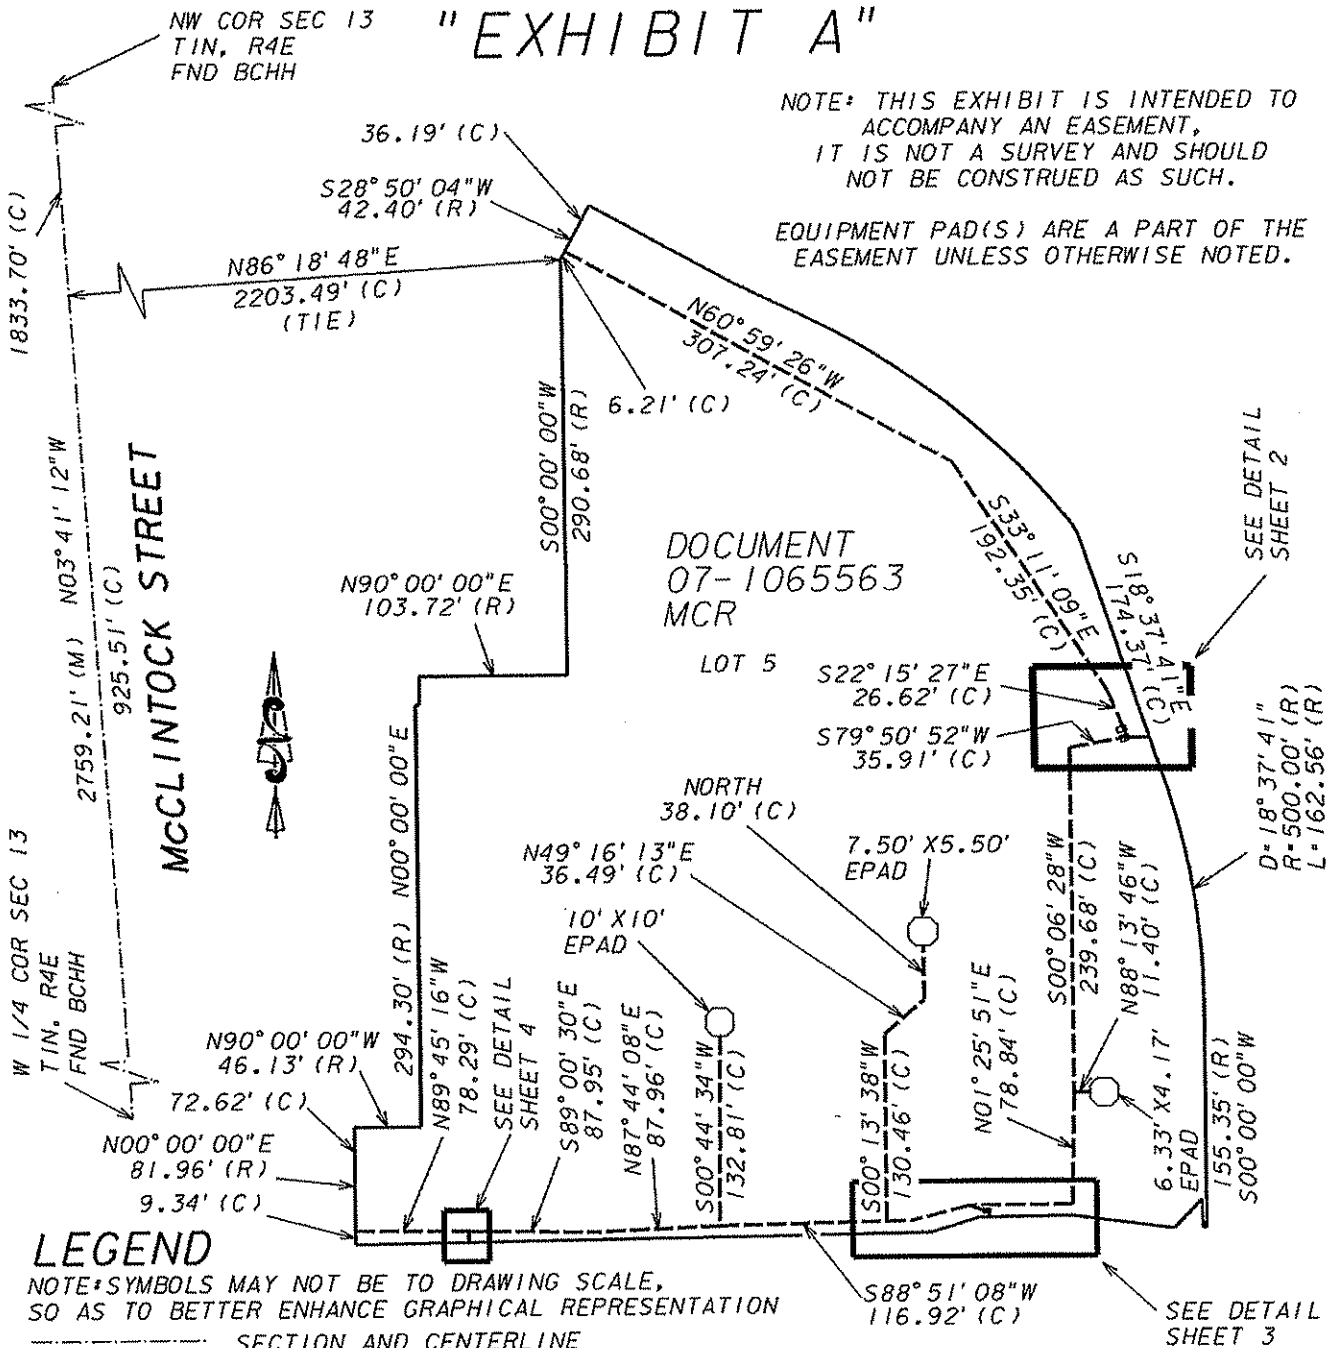 NW COR SEC 13
T1N, R4E
FND BCHH
"EXHIBIT A"
NOTE: THIS EXHIBIT IS INTENDED TO
ACCOMPANY AN EASEMENT,
IT IS NOT A SURVEY AND SHOULD
NOT BE CONSTRUED AS SUCH.
EQUIPMENT PAD(S) ARE A PART OF THE
EASEMENT UNLESS OTHERWISE NOTED.
36.19' (C)
S28°50'04"W
42.40' (R)
1833.70' (C)
N86°18'48"E
2203.49' (C)
(TIE)
N60°59'26"W
307.24' (C)
6.21' (C)
S00°00'00"W
290.68' (R)
2759.21' (M) N03°41'12"W
925.51' (C)
McCLINTOCK STREET
N90°00'00"E
103.72' (R)
DOCUMENT
07-1065563
MCR
LOT 5
S33°11'09"E
192.35' (C)
S18°37'41"E
174.37' (C)
SEE DETAIL
SHEET 2
S22°15'27"E
26.62' (C)
S79°50'52"W
35.91' (C)
D=18°37'41"
R=500.00' (R)
L=162.56' (R)
NORTH
38.10' (C)
7.50'X5.50'
EPAD
N49°16'13"E
36.49' (C)
10'X10'
EPAD
294.30' (R) N00°00'00"E
S00°06'28"W
239.68' (C)
N88°13'46"W
11.40' (C)
W 1/4 COR SEC 13
T1N, R4E
FND BCHH
N90°00'00"W
46.13' (R)
72.62' (C)
N00°00'00"E
81.96' (R)
9.34' (C)
N89°45'16"W
78.29' (C)
SEE DETAIL
SHEET 4
S89°00'30"E
87.95' (C)
N87°44'08"E
87.96' (C)
S00°44'34"W
132.81' (C)
S00°13'38"W
130.46' (C)
N01°25'51"E
78.84' (C)
6.33'X4.17'
EPAD
155.35' (R)
S00°00'00"W
LEGEND
NOTE:SYMBOLS MAY NOT BE TO DRAWING SCALE,
SO AS TO BETTER ENHANCE GRAPHICAL REPRESENTATION
S88°51'08"W
116.92' (C)
SEE DETAIL
SHEET 3
SECTION AND CENTERLINE